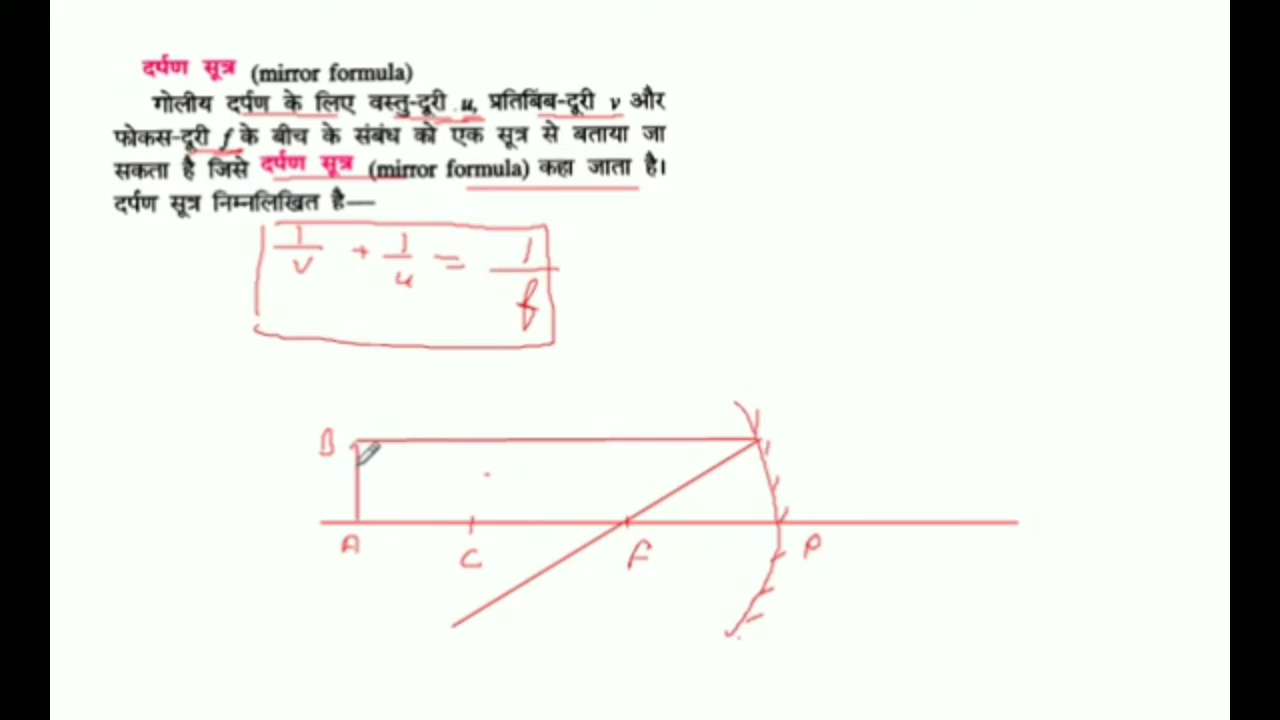 दर्पण सूत्र (mirror formula)
गोलीय दर्पण के लिए वस्तु-दूरी u, प्रतिबिंब-दूरी v और
फोकस-दूरी f के बीच के संबंध को एक सूत्र से बताया जा
सकता है जिसे दर्पण सूत्र (mirror formula) कहा जाता है।
दर्पण सूत्र निम्नलिखित है—
1/v + 1/u = 1/f
B
A C F P